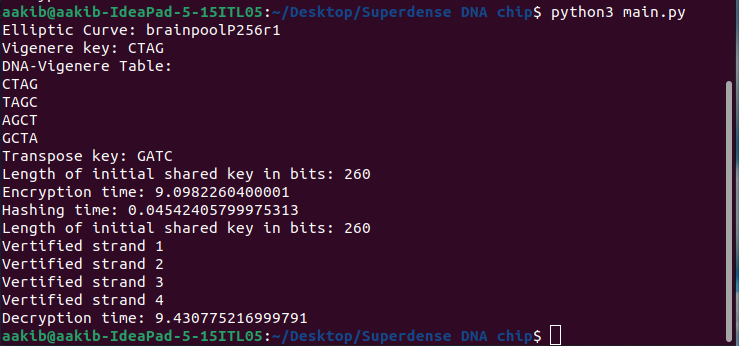 aakib@aakib-IdeaPad-5-15ITL05:~/Desktop/Superdense DNA chip$ python3 main.py
Elliptic Curve: brainpoolP256r1
Vigenere key: CTAG
DNA-Vigenere Table:
CTAG
TAGC
AGCT
GCTA
Transpose key: GATC
Length of initial shared key in bits: 260
Encryption time: 9.0982260400001
Hashing time: 0.04542405799975313
Length of initial shared key in bits: 260
Vertified strand 1
Vertified strand 2
Vertified strand 3
Vertified strand 4
Decryption time: 9.430775216999791
aakib@aakib-IdeaPad-5-15ITL05:~/Desktop/Superdense DNA chip$